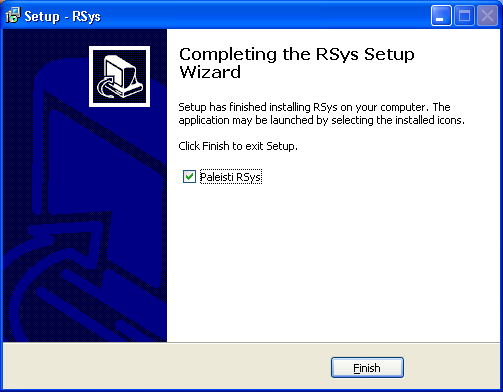 Setup - RSys
Completing the RSys Setup
Wizard
Setup has finished installing RSys on your computer. The
application may be launched by selecting the installed icons.
Click Finish to exit Setup.
Paleisti RSys
Finish